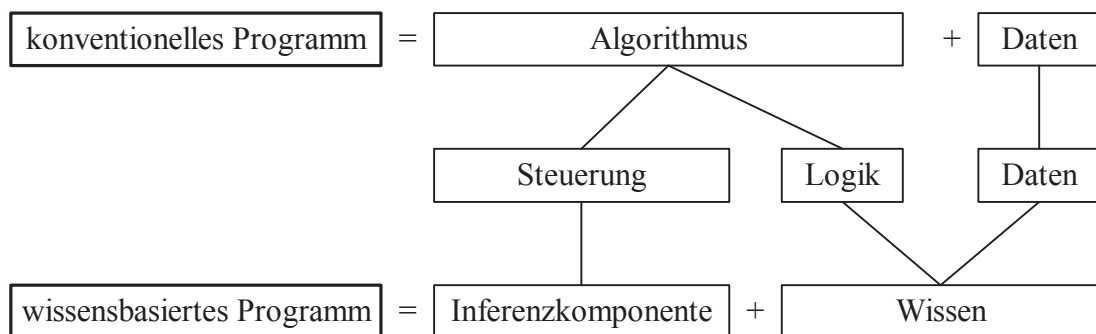 konventionelles Programm = Algorithmus + Daten
Steuerung Logik Daten
wissensbasiertes Programm = Inferenzkomponente + Wissen